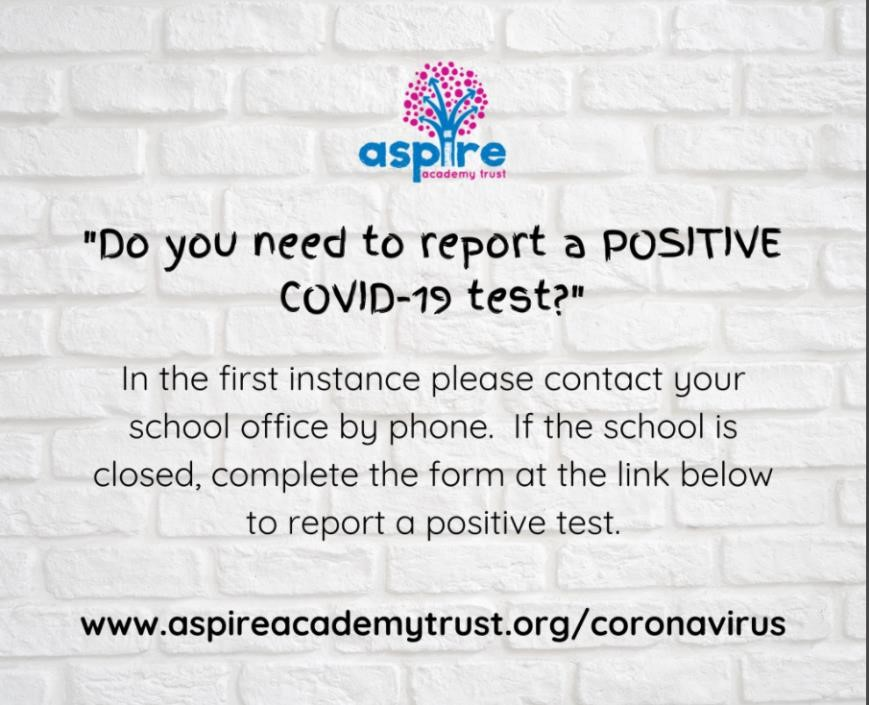 aspire
academy trust
"Do you need to report a POSITIVE
COVID-19 test?"
In the first instance please contact your
school office by phone.  If the school is
closed, complete the form at the link below
to report a positive test.
www.aspireacademytrust.org/coronavirus